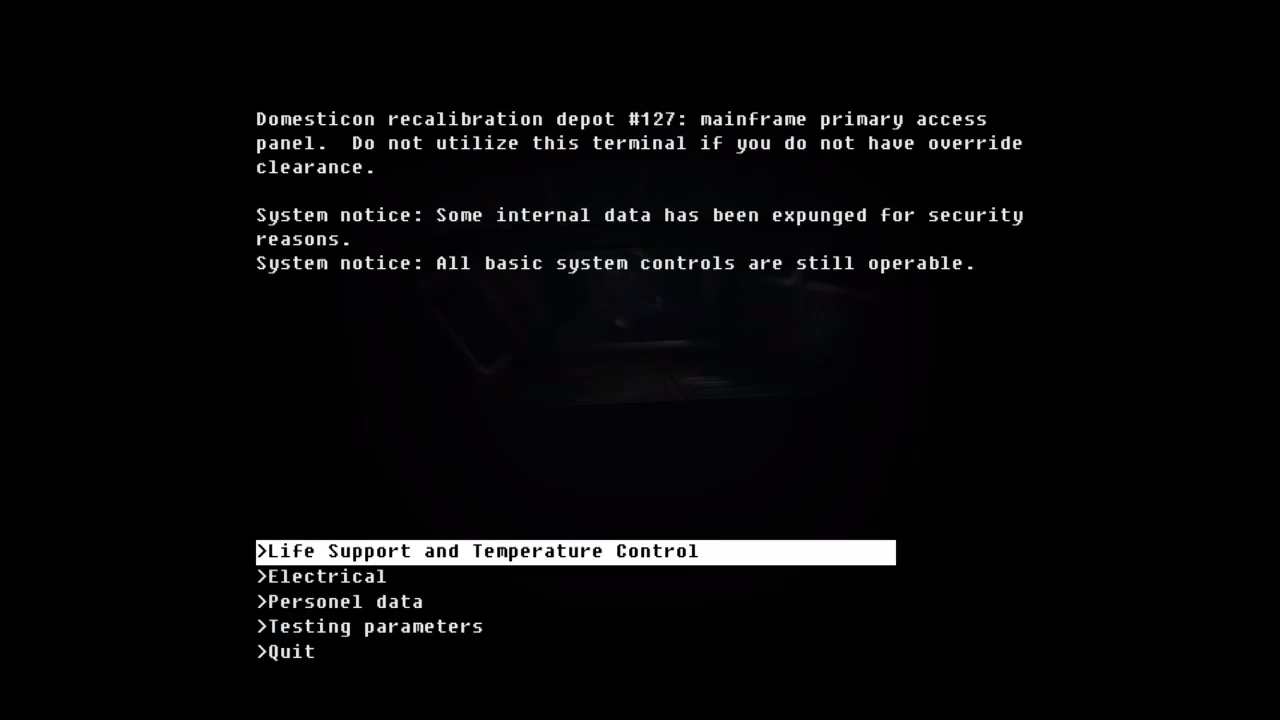 Domesticon recalibration depot #127: mainframe primary access
panel.  Do not utilize this terminal if you do not have override
clearance.
System notice: Some internal data has been expunged for security
reasons.
System notice: All basic system controls are still operable.
>Life Support and Temperature Control
>Electrical
>Personel data
>Testing parameters
>Quit